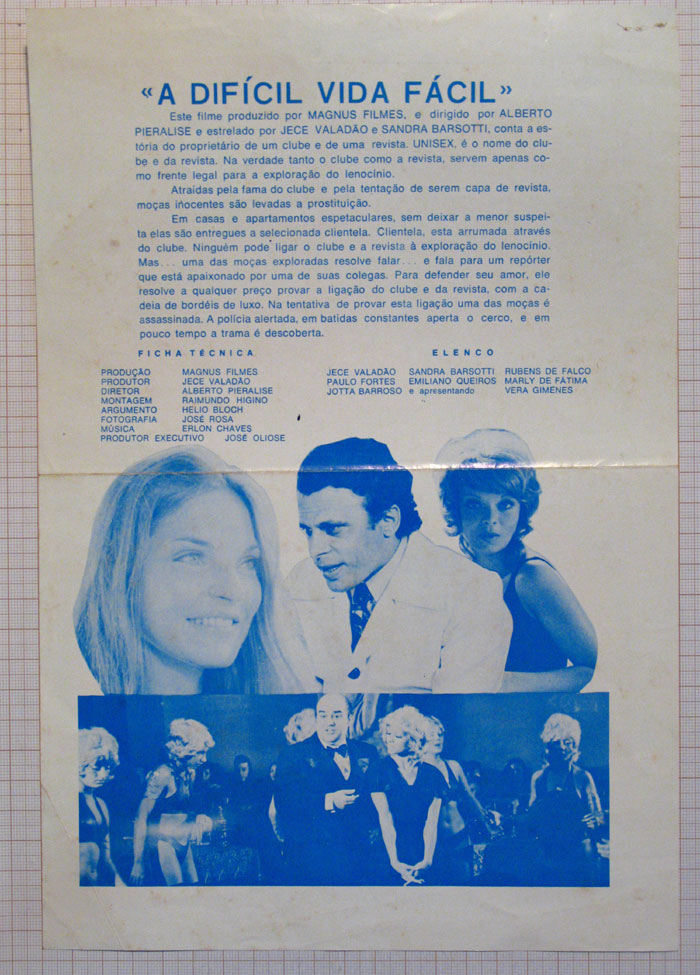 «A DIFÍCIL VIDA FÁCIL»
Este filme produzido por MAGNUS FILMES, e dirigido por ALBERTO
PIERALISE e estrelado por JECE VALADÃO e SANDRA BARSOTTI, conta a es-
tória do proprietário de um clube e de uma revista. UNISEX, é o nome do clu-
be e da revista. Na verdade tanto o clube como a revista, servem apenas co-
mo frente legal para a exploração do lenocínio.
Atraídas pela fama do clube e pela tentação de serem capa de revista,
moças inocentes são levadas a prostituição.
Em casas e apartamentos espetaculares, sem deixar a menor suspei-
ta elas são entregues a selecionada clientela. Clientela, esta arrumada através
do clube. Ninguém pode ligar o clube e a revista à exploração do lenocínio.
Mas... uma das moças exploradas resolve falar... e fala para um repórter
que está apaixonado por uma de suas colegas. Para defender seu amor, ele
resolve a qualquer preço provar a ligação do clube e da revista, com a ca-
deia de bordéis de luxo. Na tentativa de provar esta ligação uma das moças é
assassinada. A polícia alertada, em batidas constantes aperta o cerco, e em
pouco tempo a trama é descoberta.
FICHA TÉCNICA
PRODUÇÃO MAGNUS FILMES
PRODUTOR JECE VALADÃO
DIRETOR ALBERTO PIERALISE
MONTAGEM RAIMUNDO HIGINO
ARGUMENTO HELIO BLOCH
FOTOGRAFIA JOSÉ ROSA
MÚSICA ERLON CHAVES
PRODUTOR EXECUTIVO JOSÉ OLIOSE
ELENCO
JECE VALADÃO SANDRA BARSOTTI RUBENS DE FALCO
PAULO FORTES EMILIANO QUEIROS MARLY DE FÁTIMA
JOTTA BARROSO e apresentando VERA GIMENES